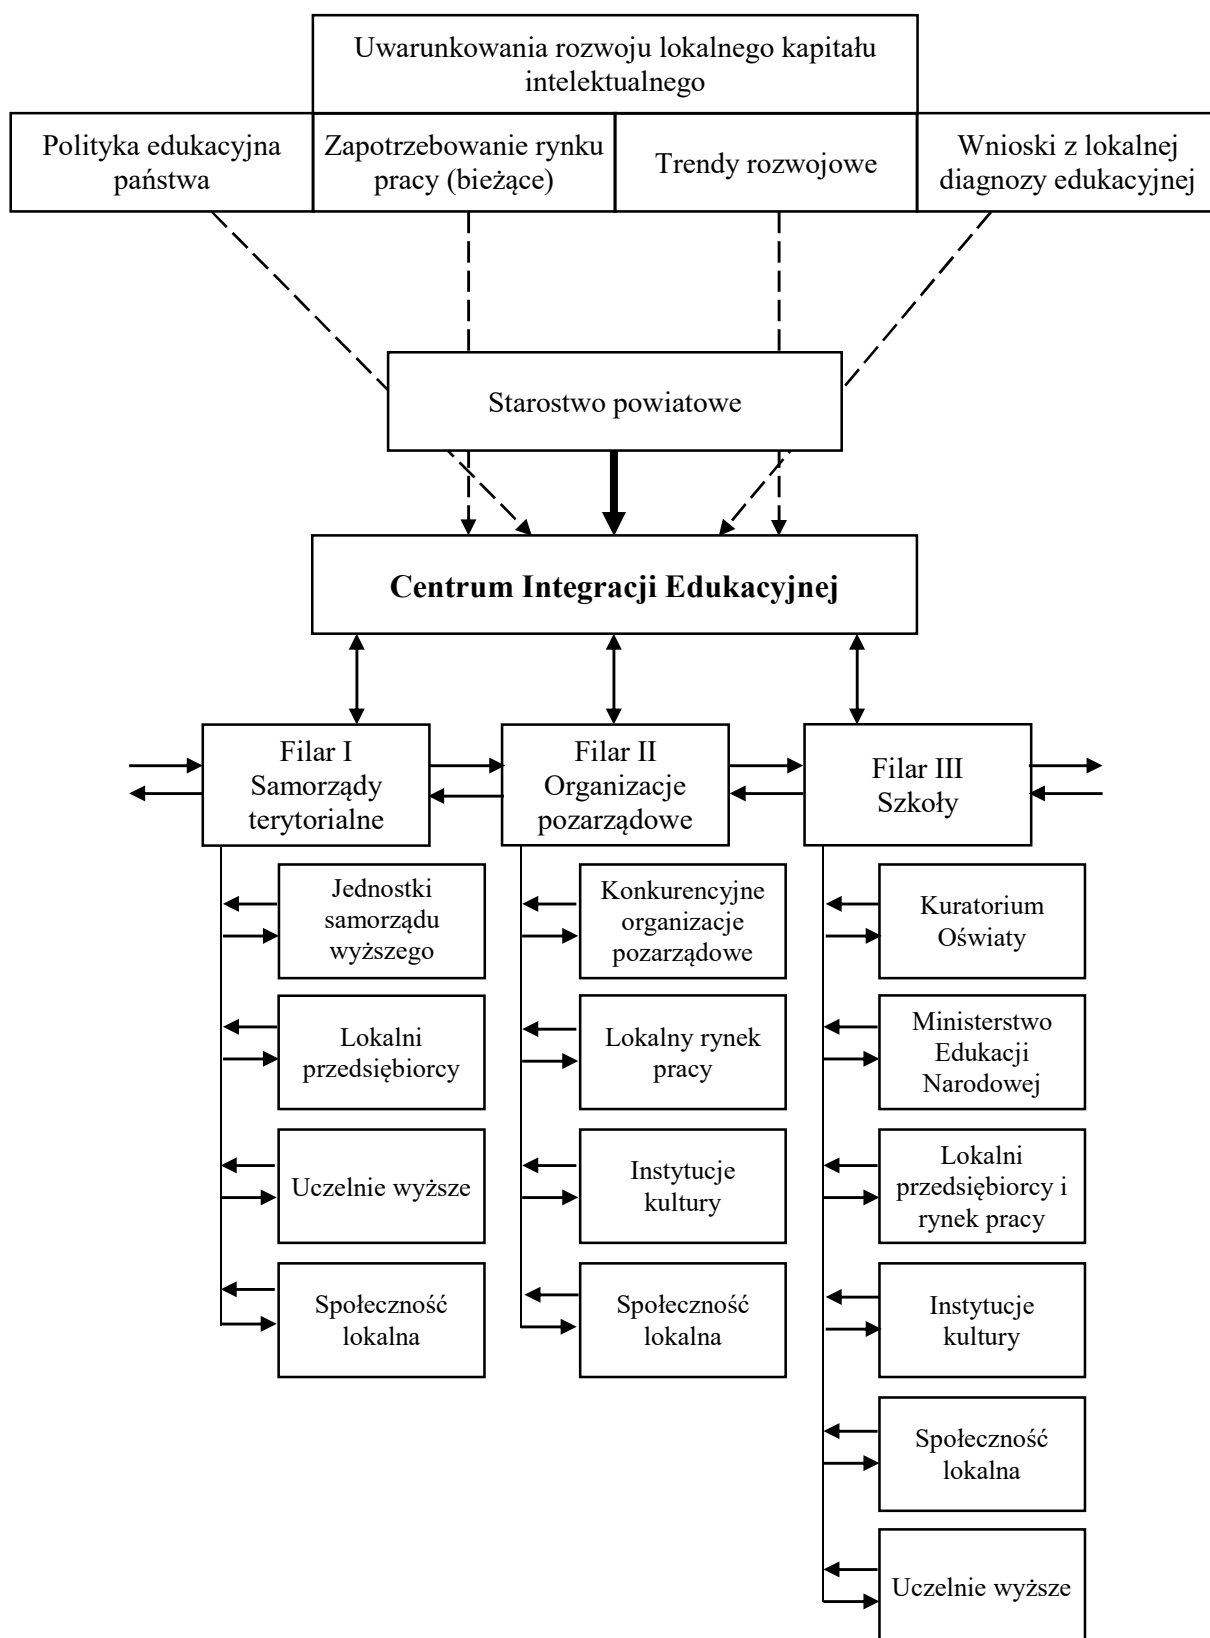 Uwarunkowania rozwoju lokalnego kapitału
intelektualnego
Polityka edukacyjna
państwa
Zapotrzebowanie rynku
pracy (bieżące)
Trendy rozwojowe
Wnioski z lokalnej
diagnozy edukacyjnej
Starostwo powiatowe
Centrum Integracji Edukacyjnej
Filar I
Samorządy
terytorialne
Filar II
Organizacje
pozarządowe
Filar III
Szkoły
Jednostki
samorządu
wyższego
Lokalni
przedsiębiorcy
Uczelnie wyższe
Społeczność
lokalna
Konkurencyjne
organizacje
pozarządowe
Lokalny rynek
pracy
Instytucje
kultury
Społeczność
lokalna
Kuratorium
Oświaty
Ministerstwo
Edukacji
Narodowej
Lokalni
przedsiębiorcy i
rynek pracy
Instytucje
kultury
Społeczność
lokalna
Uczelnie wyższe